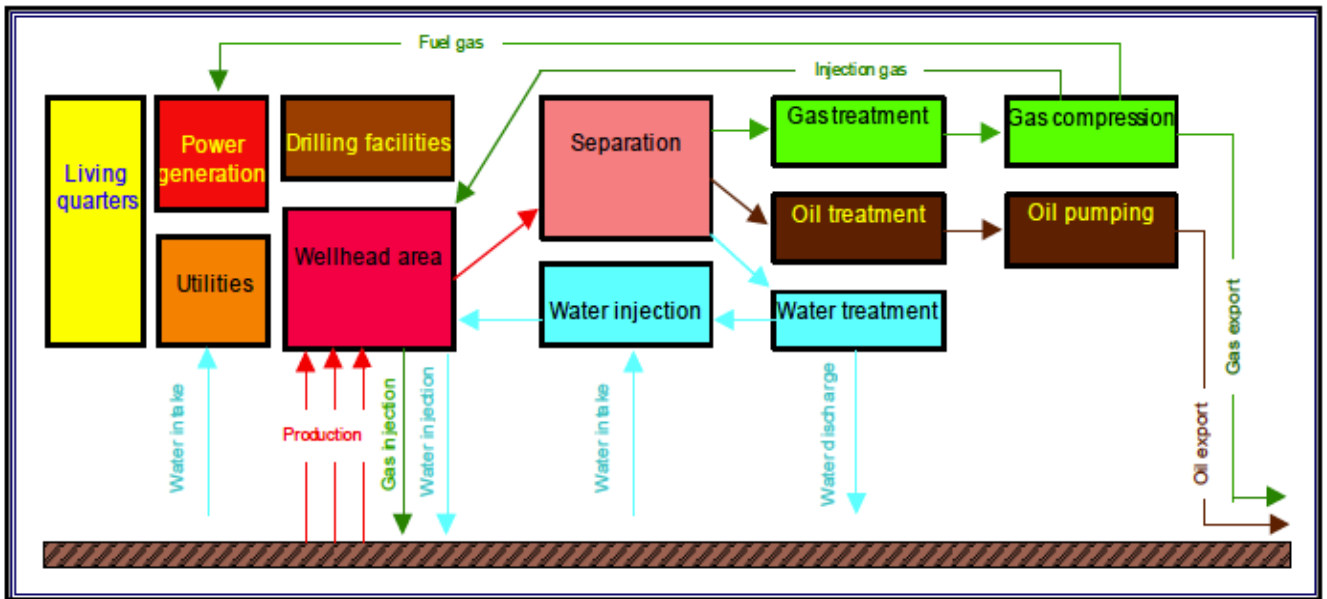 Fuel gas
Injection gas
Living
quarters
Power
generation
Drilling facilities
Separation
Gas treatment
Gas compression
Oil treatment
Oil pumping
Wellhead area
Utilities
Water injection
Water treatment
Water intake
Production
Gas injection
Water injection
Water intake
Water discharge
Oil export
Gas export